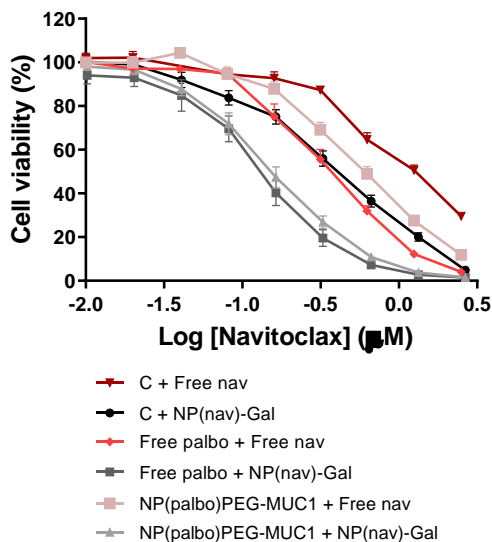 120
100
80
60
40
20
0
Cell viability (%)
-2.0 -1.5 -1.0 -0.5 0.0 0.5
Log [Navitoclax] (μM)
C + Free nav
C + NP(nav)-Gal
Free palbo + Free nav
Free palbo + NP(nav)-Gal
NP(palbo)PEG-MUC1 + Free nav
NP(palbo)PEG-MUC1 + NP(nav)-Gal